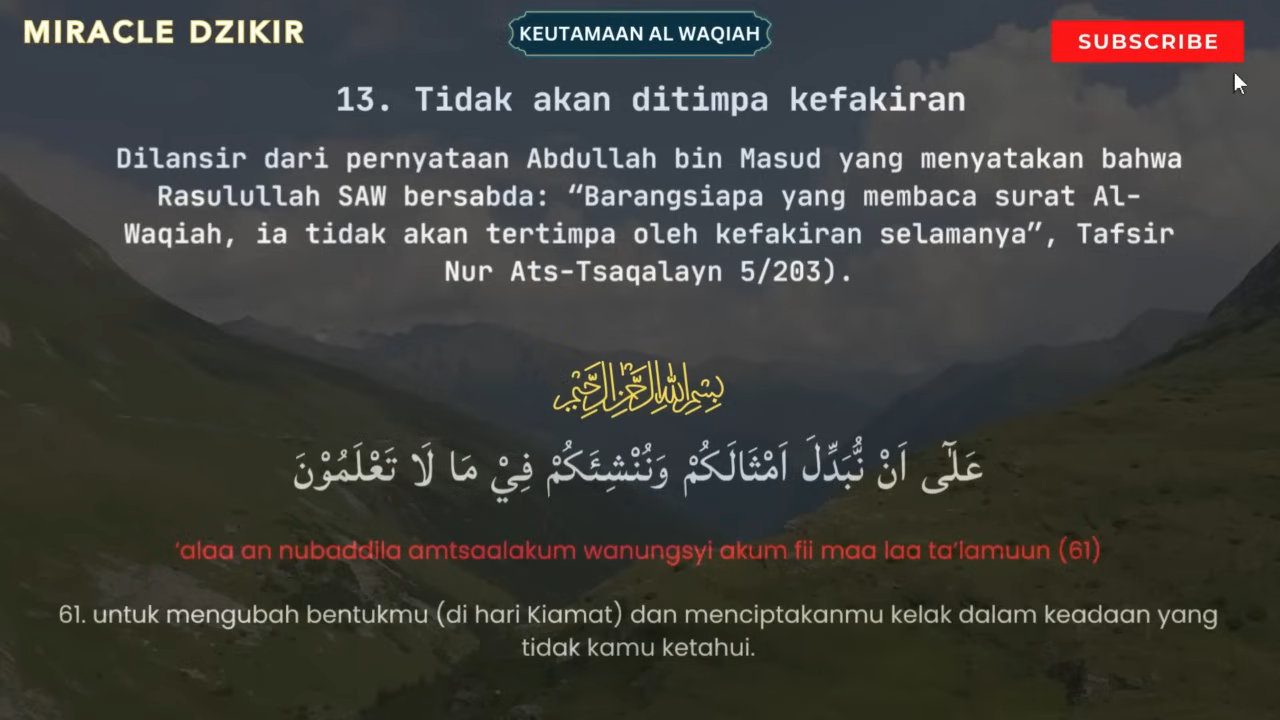 MIRACLE DZIKIR
KEUTAMAAN AL WAQIAH
SUBSCRIBE
13. Tidak akan ditimpa kefakiran
Dilansir dari pernyataan Abdullah bin Masud yang menyatakan bahwa
Rasulullah SAW bersabda: “Barangsiapa yang membaca surat Al-
Waqiah, ia tidak akan tertimpa oleh kefakiran selamanya”, Tafsir
Nur Ats-Tsaqalayn 5/203).
بِسْمِ اللَّهِ الرَّحْمَٰنِ الرَّحِيمِ
عَلٰٓى اَنْ نُّبَدِّلَ اَمْثَالَكُمْ وَنُنْشِئَكُمْ فِيْ مَا لَا تَعْلَمُوْنَ
‘alaa an nubaddila amtsaalakum wanungsyi akum fii maa laa ta’lamuun (61)
61. untuk mengubah bentukmu (di hari Kiamat) dan menciptakanmu kelak dalam keadaan yang
tidak kamu ketahui.